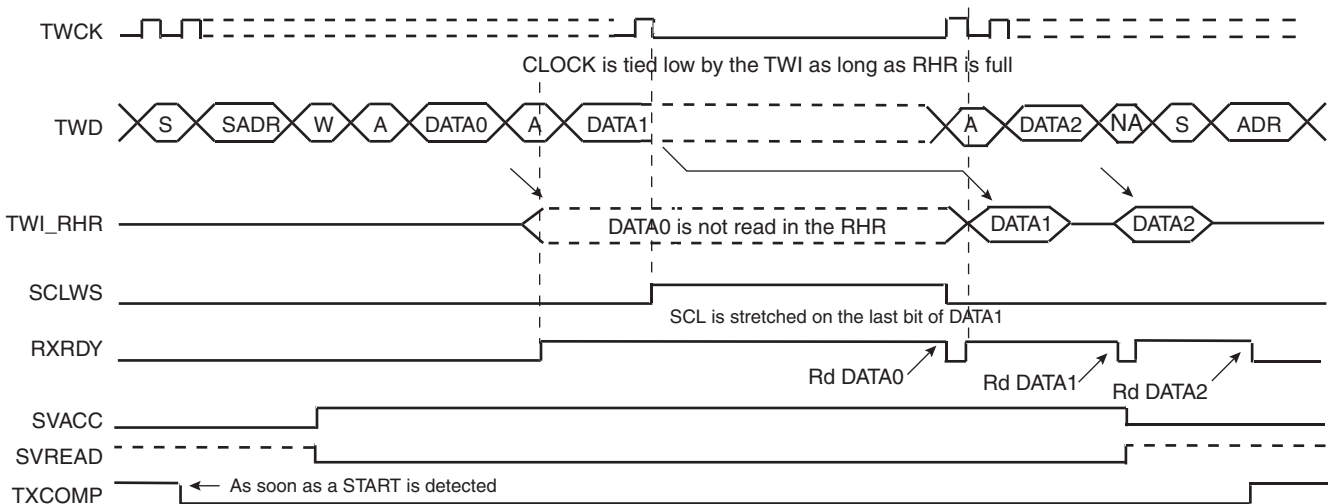 TWCK
CLOCK is tied low by the TWI as long as RHR is full
TWD
S SADR W A DATA0 A DATA1 A DATA2 NA S ADR
TWI_RHR
DATA0 is not read in the RHR DATA1 DATA2
SCLWS
SCL is stretched on the last bit of DATA1
RXRDY
Rd DATA0 Rd DATA1 Rd DATA2
SVACC
SVREAD
TXCOMP
As soon as a START is detected